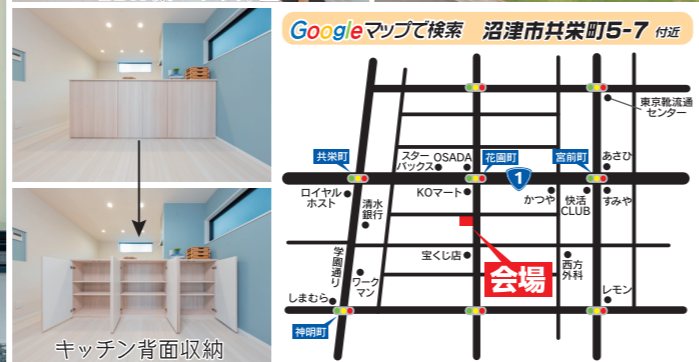 Googleマップで検索 沼津市共栄町5-7 付近
東京靴流通
センター
共栄町
スター
バックス
OSADA
花園町
宮前町
あさひ
1
ロイヤル
ホスト
清水
銀行
KOマート
かつや
快活
CLUB
すみや
学園通り
宝くじ店
会場
西方
外科
ワーク
マン
しまむら
レモン
神明町
キッチン背面収納